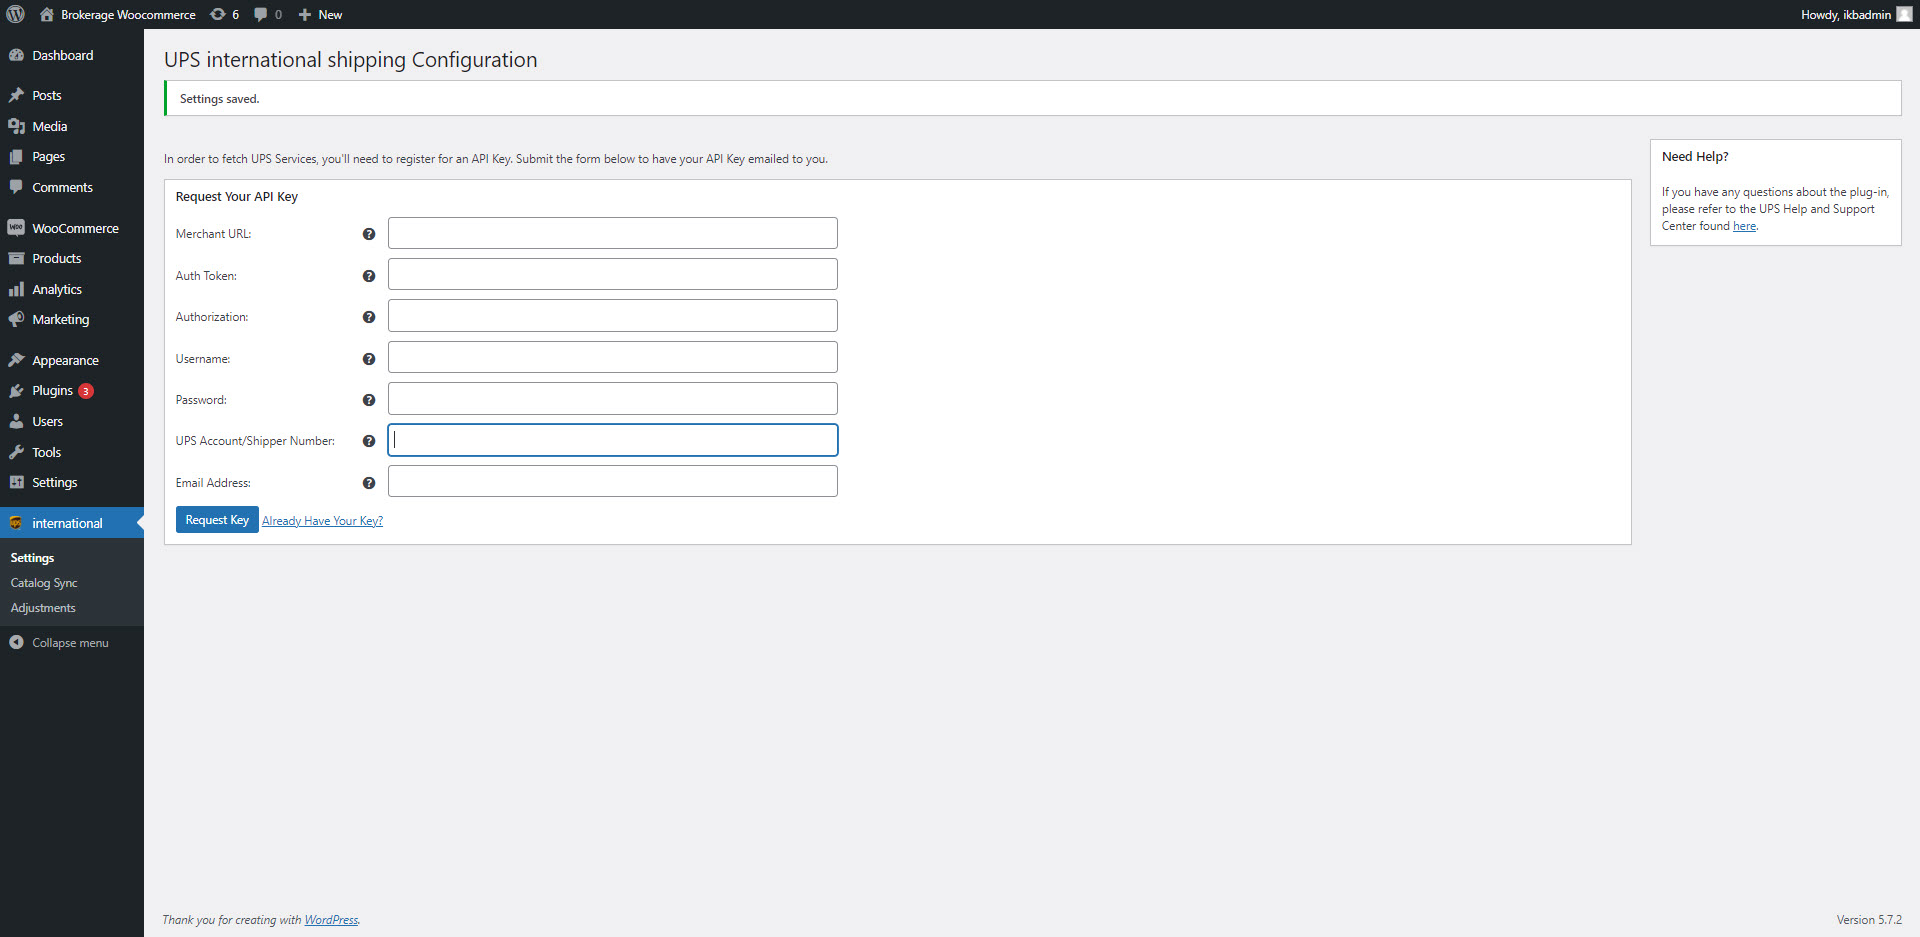 Brokerage Woocommerce 6 0 New Howdy, ikbadmin
Dashboard
Posts
Media
Pages
Comments
WooCommerce
Products
Analytics
Marketing
Appearance
Plugins 3
Users
Tools
Settings
international
Settings
Catalog Sync
Adjustments
Collapse menu
UPS international shipping Configuration
Settings saved.
In order to fetch UPS Services, you'll need to register for an API Key. Submit the form below to have your API Key emailed to you.
Request Your API Key
Merchant URL: ?
Auth Token: ?
Authorization: ?
Username: ?
Password: ?
UPS Account/Shipper Number: ?
Email Address: ?
Request Key Already Have Your Key?
Need Help?
If you have any questions about the plug-in,
please refer to the UPS Help and Support
Center found here.
Thank you for creating with WordPress.
Version 5.7.2